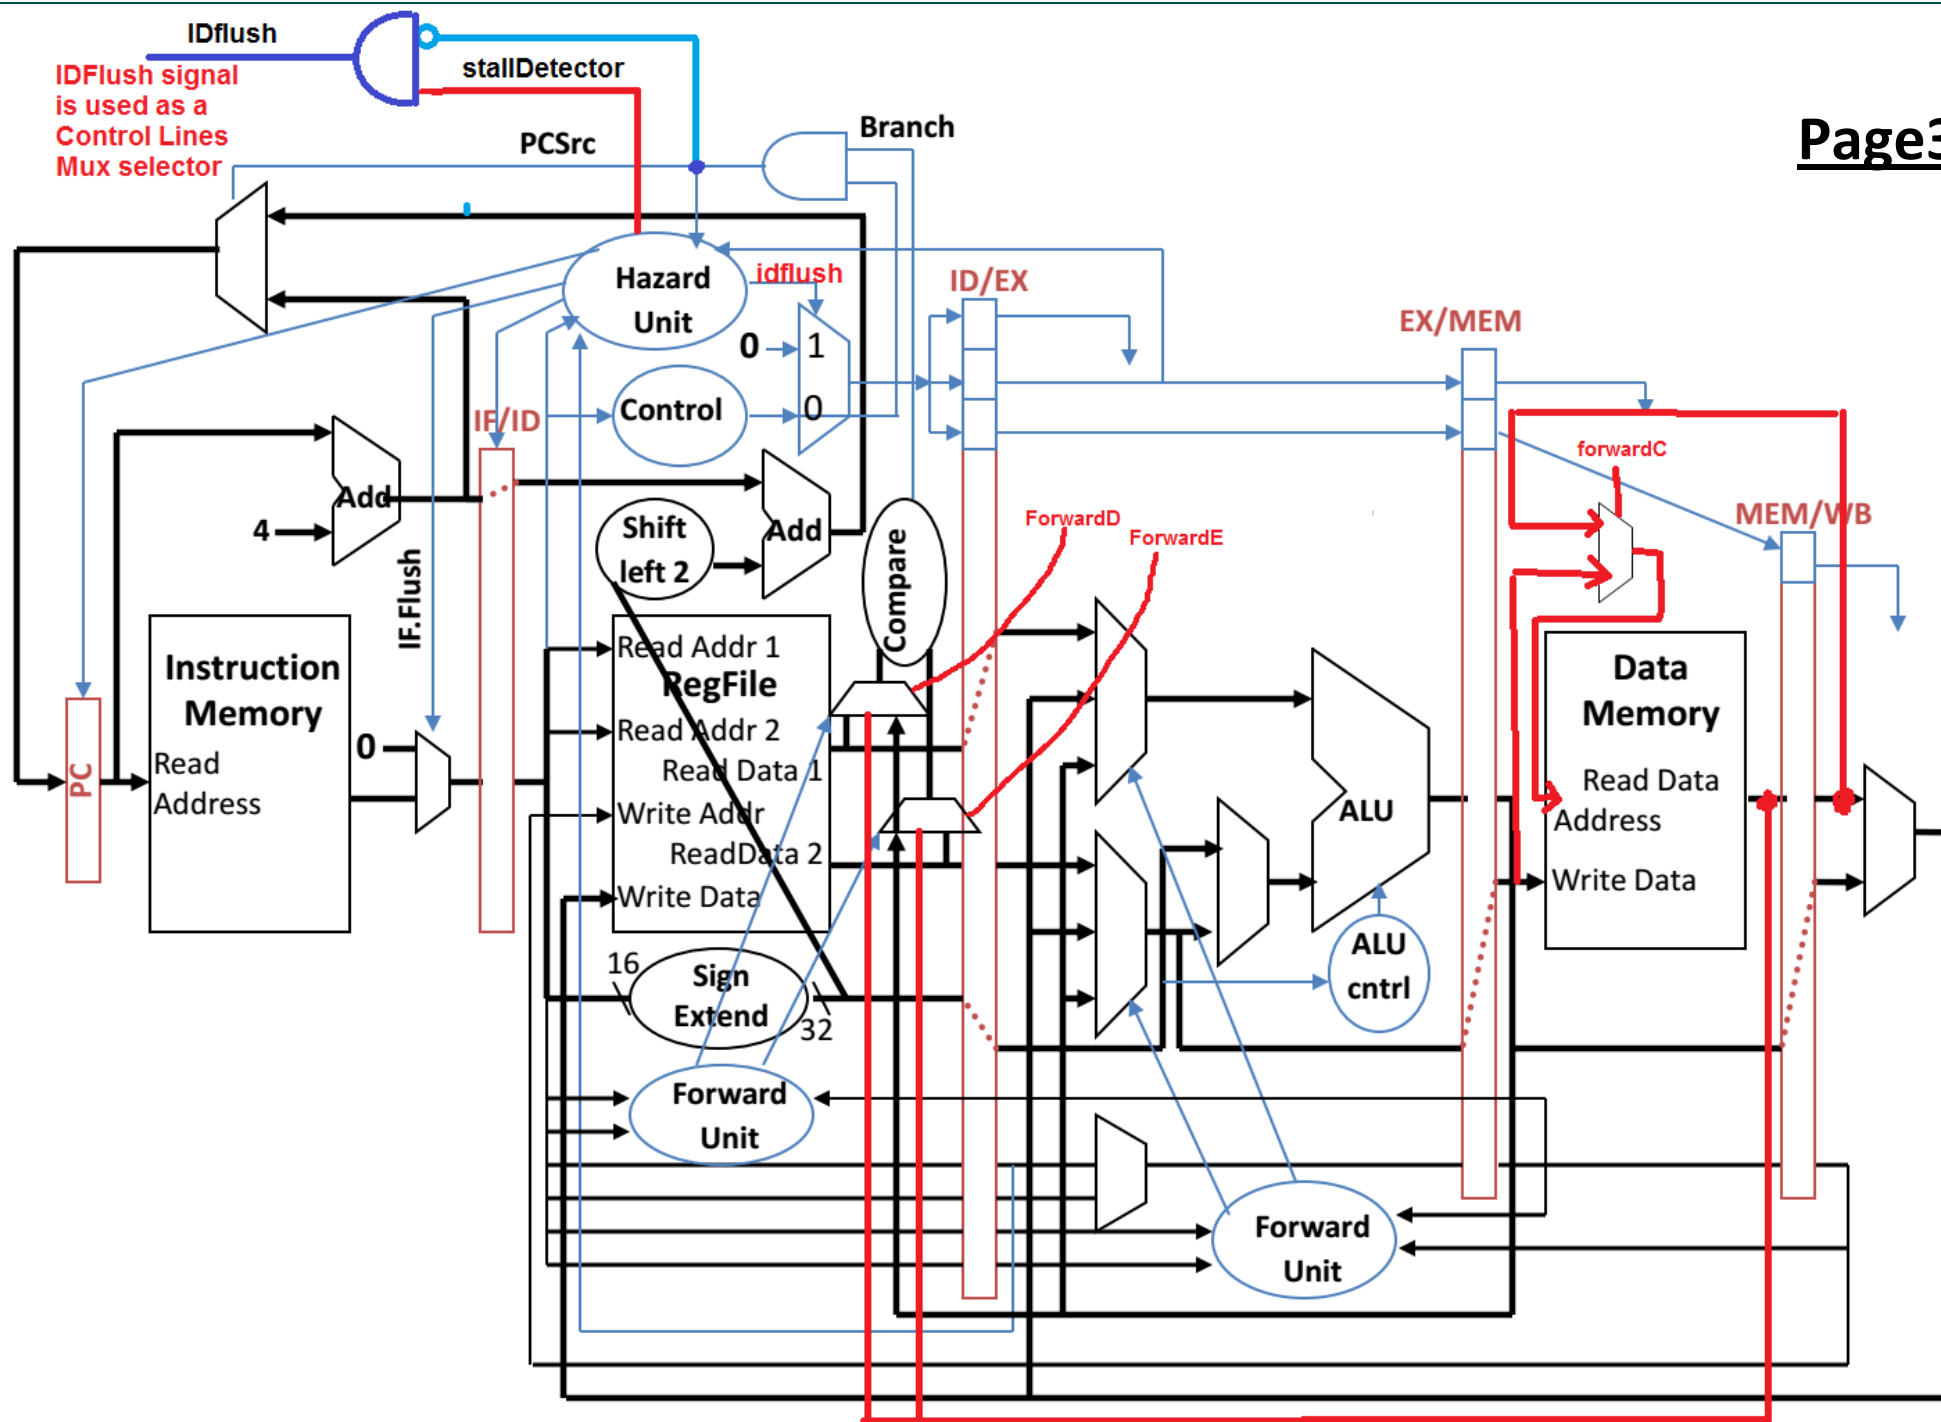 IDflush
IDFlush signal
is used as a
Control Lines
Mux selector
stallDetector
PCSrc
Branch
Hazard
Unit
idflush
0
1
0
Control
ID/EX
EX/MEM
IF/ID
Add
4
Shift
left 2
Add
Compare
ForwardD
ForwardE
forwardC
MEM/WB
IF.Flush
PC
Instruction
Memory
Read
Address
0
Read Addr 1
RegFile
Read Addr 2
Read Data 1
Write Addr
ReadData 2
Write Data
16
Sign
Extend
32
Forward
Unit
ALU
ALU
cntrl
Data
Memory
Read Data
Address
Write Data
Forward
Unit